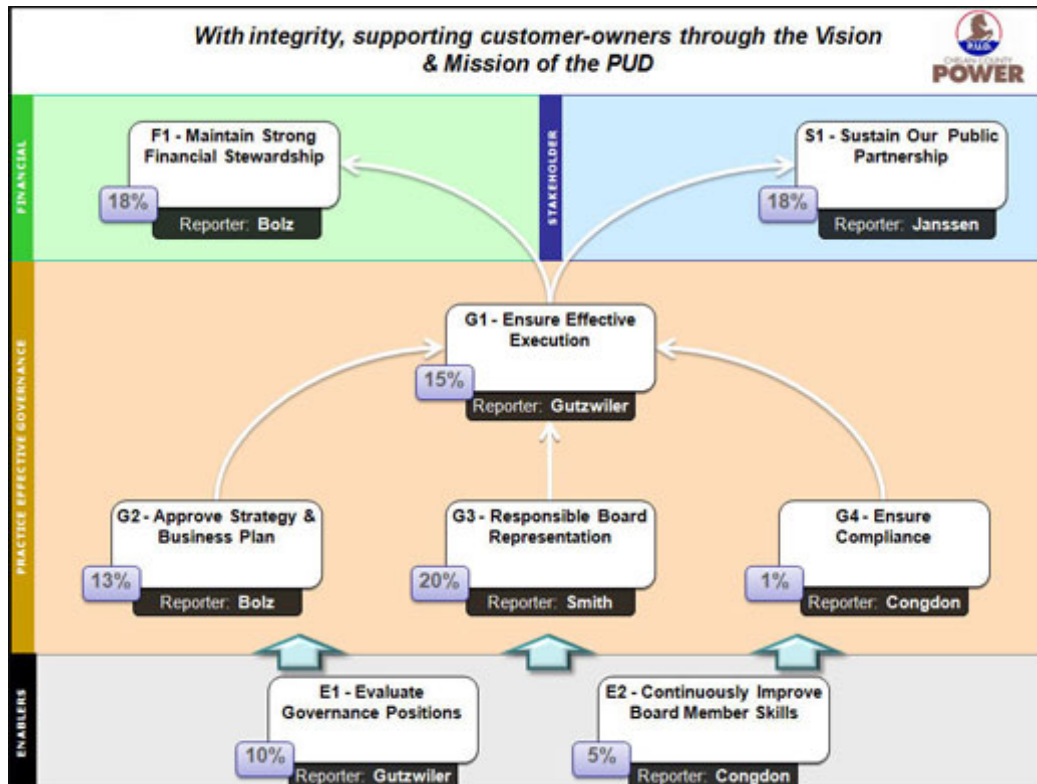 With integrity, supporting customer-owners through the Vision
& Mission of the PUD
P.U.D.
CHELAN COUNTY
POWER
FINANCIAL
F1 - Maintain Strong
Financial Stewardship
18%
Reporter: Bolz
STAKEHOLDER
S1 - Sustain Our Public
Partnership
18%
Reporter: Janssen
PRACTICE EFFECTIVE GOVERNANCE
G1 - Ensure Effective
Execution
15%
Reporter: Gutzwiler
G2 - Approve Strategy &
Business Plan
13%
Reporter: Bolz
G3 - Responsible Board
Representation
20%
Reporter: Smith
G4 - Ensure
Compliance
1%
Reporter: Congdon
ENABLERS
E1 - Evaluate
Governance Positions
10%
Reporter: Gutzwiler
E2 - Continuously Improve
Board Member Skills
5%
Reporter: Congdon